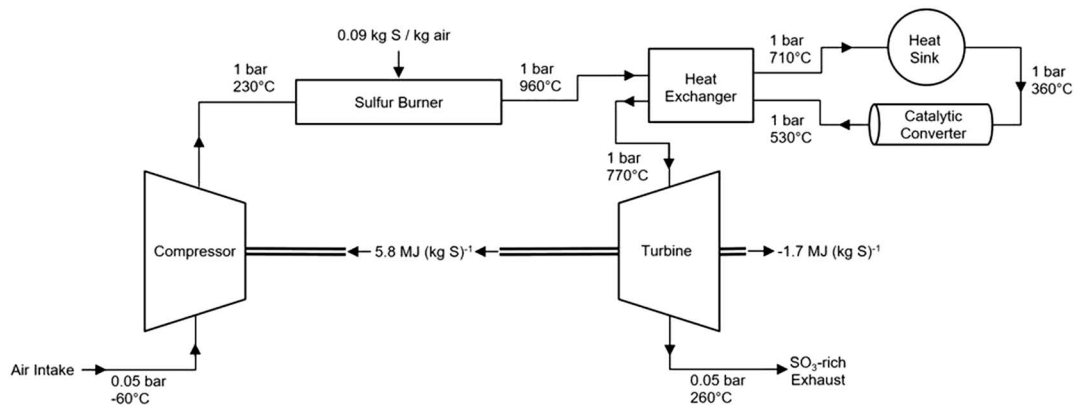 0.09 kg S / kg air
1 bar
230°C
Sulfur Burner
1 bar
960°C
Heat
Exchanger
1 bar
710°C
Heat
Sink
1 bar
360°C
Catalytic
Converter
1 bar
530°C
1 bar
770°C
Compressor
5.8 MJ (kg S)⁻¹
Turbine
-1.7 MJ (kg S)⁻¹
Air Intake
0.05 bar
-60°C
0.05 bar
260°C
SO₃-rich
Exhaust